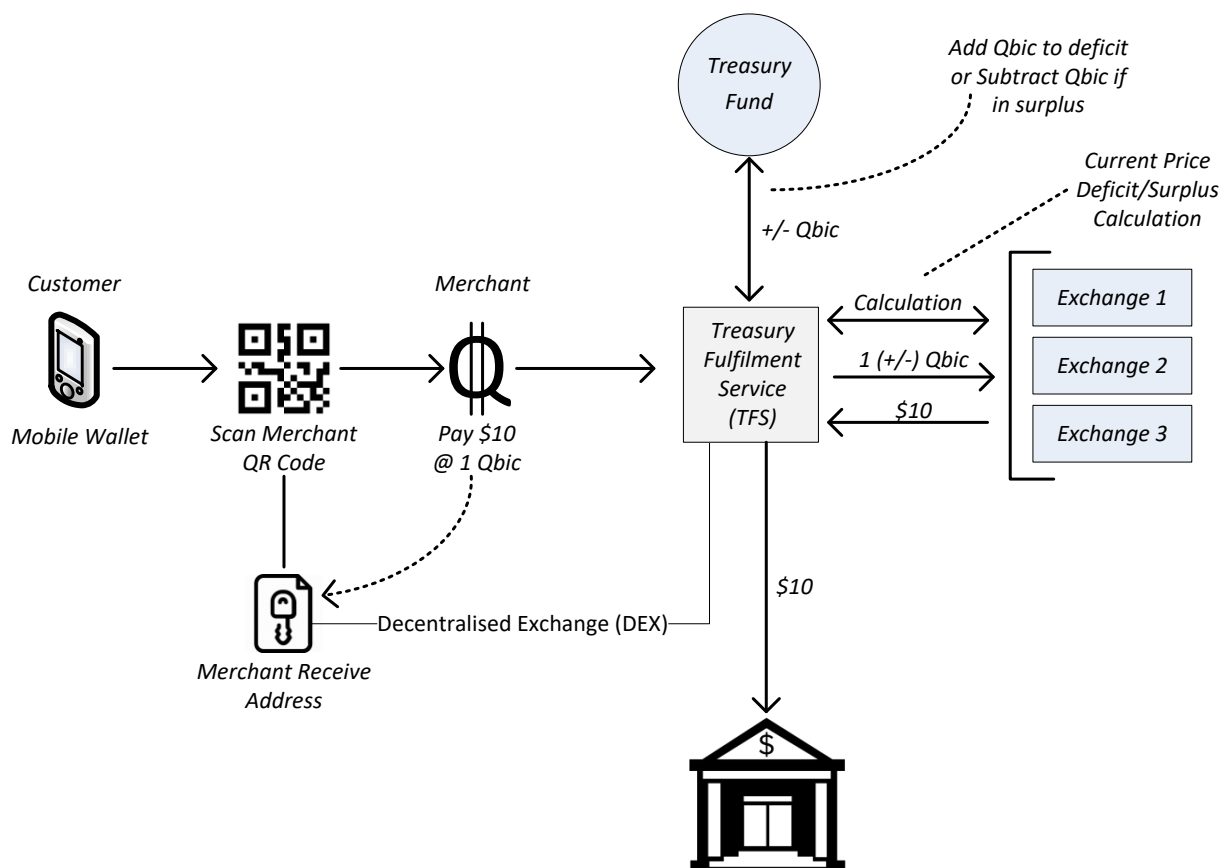 Treasury
Fund
Add Qbic to deficit
or Subtract Qbic if
in surplus
Current Price
Deficit/Surplus
Calculation
+/- Qbic
Customer
Merchant
Mobile Wallet
Scan Merchant
QR Code
Q
Pay $10
@ 1 Qbic
Treasury
Fulfilment
Service
(TFS)
Calculation
1 (+/-) Qbic
$10
Exchange 1
Exchange 2
Exchange 3
Decentralised Exchange (DEX)
Merchant Receive
Address
$10
$